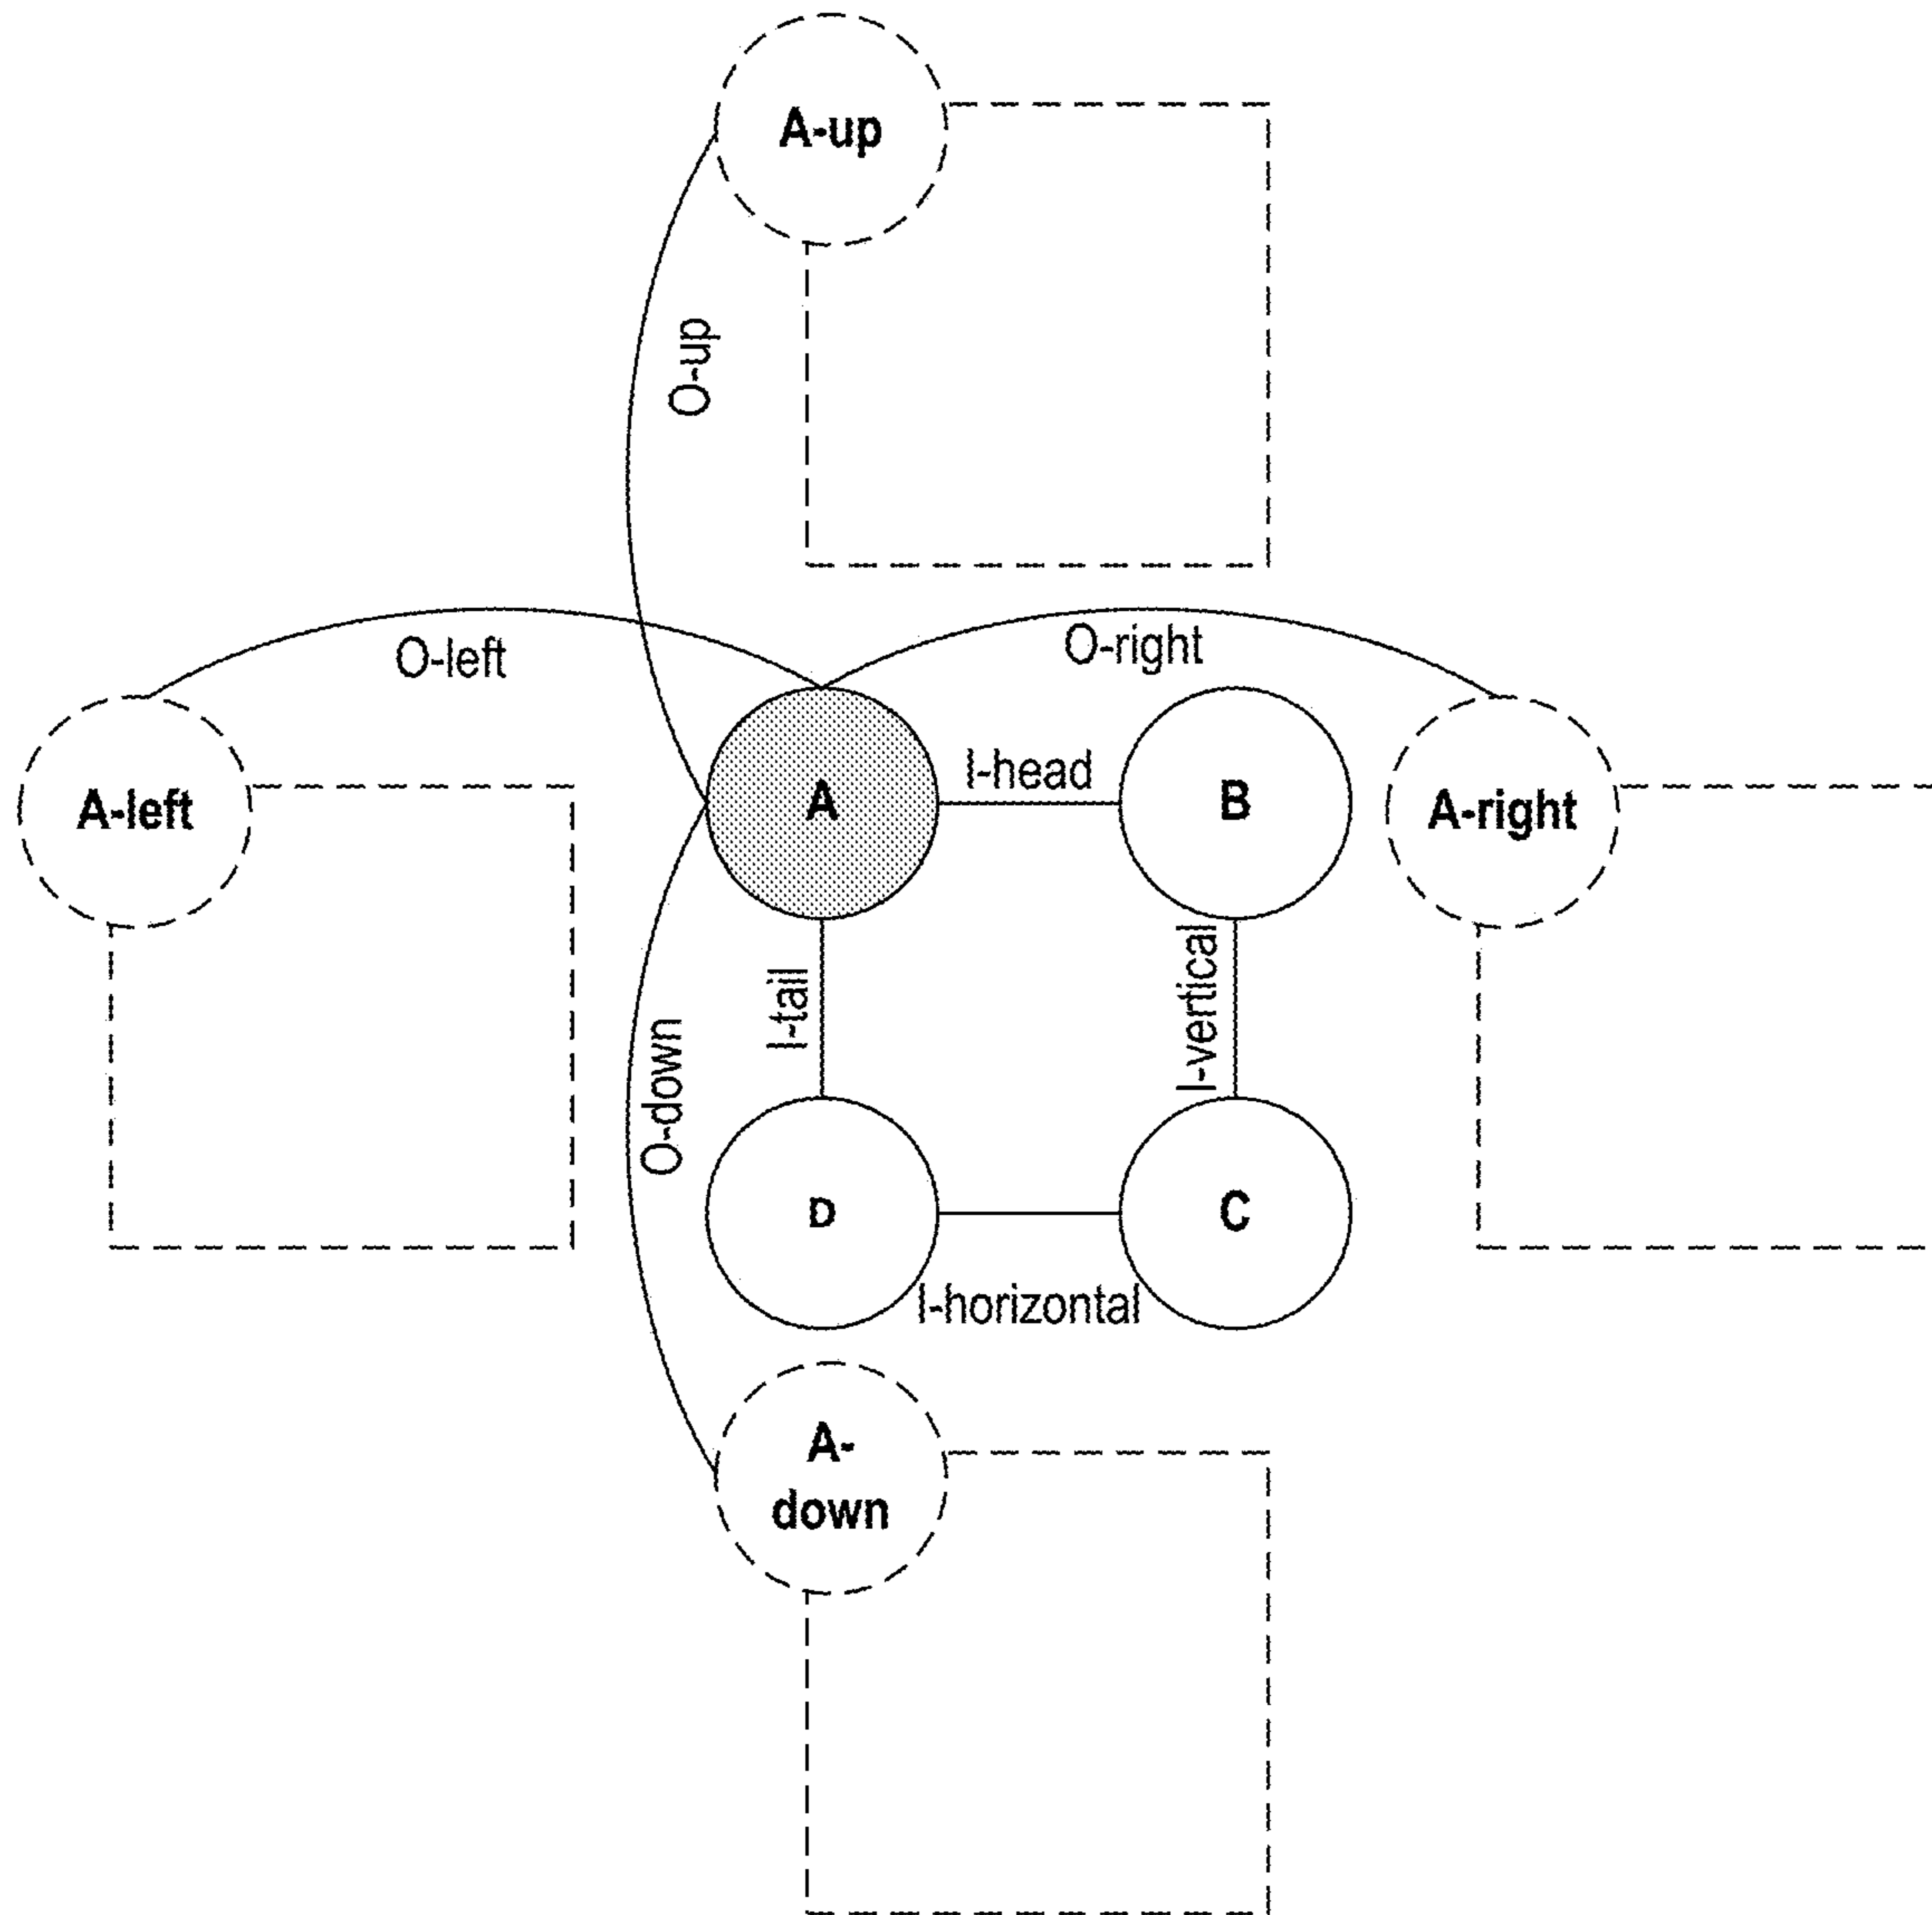 A-up
O-up
O-left
O-right
A-left
A
I-head
B
A-right
I-tail
I-vertical
O-down
D
C
I-horizontal
A-
down